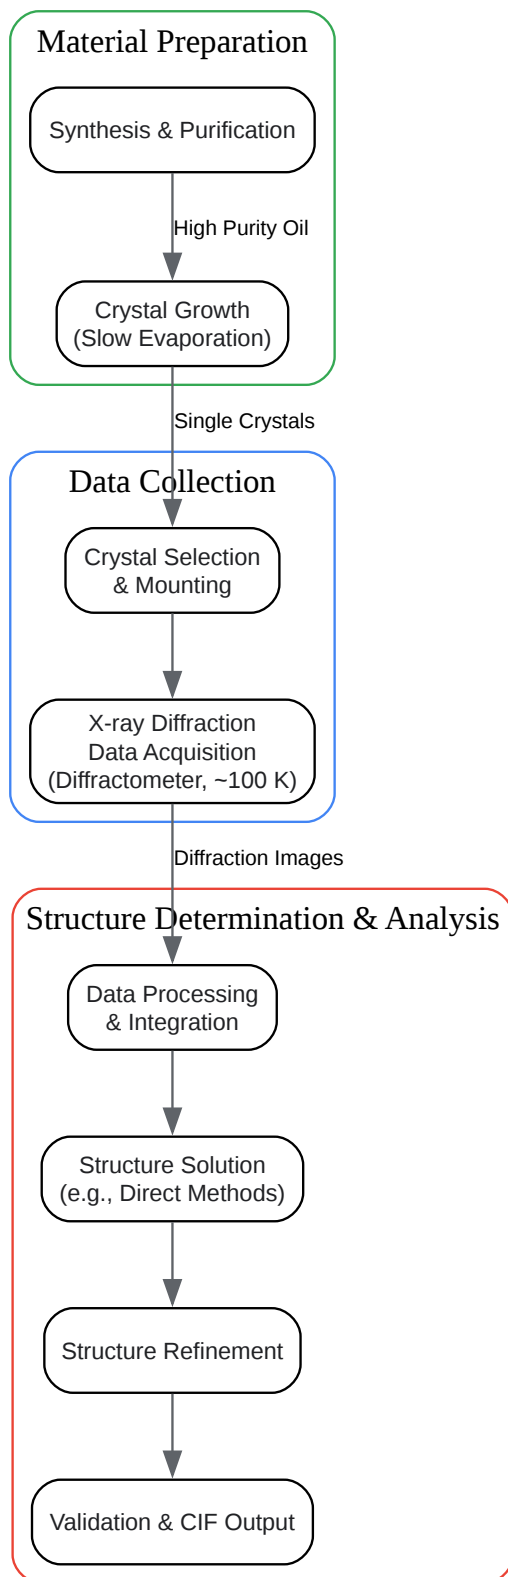 Material Preparation
Synthesis & Purification
High Purity Oil
Crystal Growth
(Slow Evaporation)
Single Crystals
Data Collection
Crystal Selection
& Mounting
X-ray Diffraction
Data Acquisition
(Diffractometer, ~100 K)
Diffraction Images
Structure Determination & Analysis
Data Processing
& Integration
Structure Solution
(e.g., Direct Methods)
Structure Refinement
Validation & CIF Output